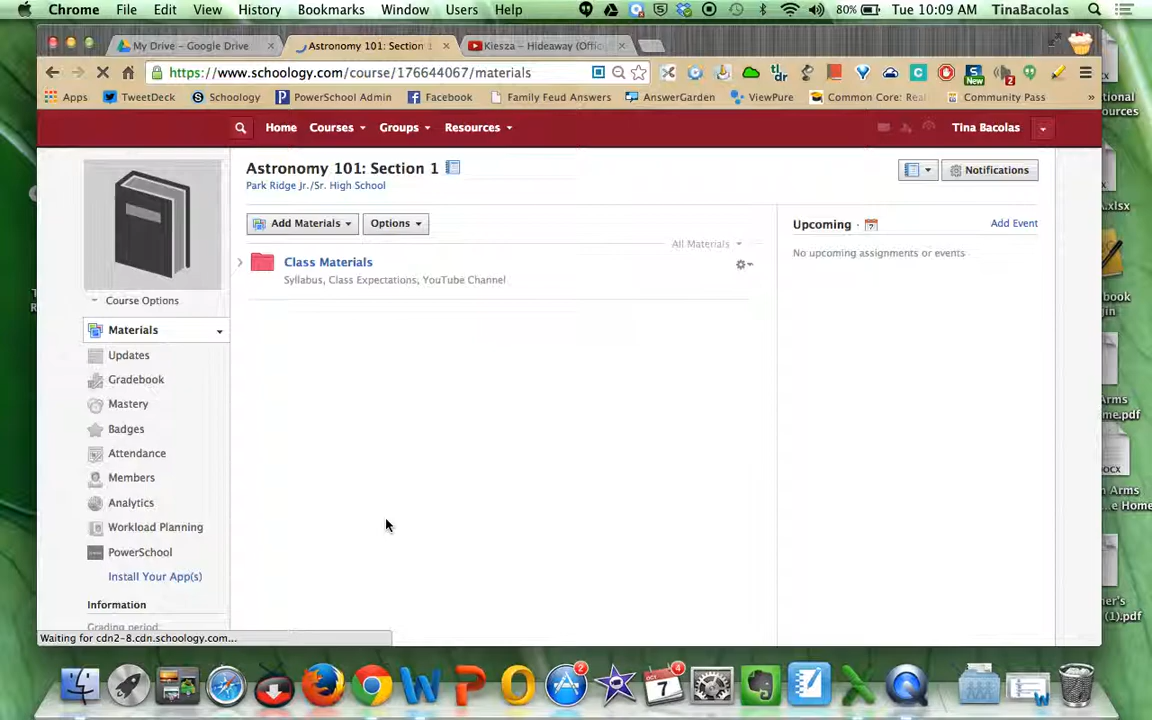 Chrome File Edit View History Bookmarks Window Users Help 80% Tue 10:09 AM TinaBacolas
My Drive – Google Drive Astronomy 101: Section 1 Kiesza – Hideaway (Offic
https://www.schoology.com/course/176644067/materials
Apps TweetDeck Schoology PowerSchool Admin Facebook Family Feud Answers AnswerGarden ViewPure Common Core: Rea Community Pass »
Home Courses Groups Resources Tina Bacolas
Astronomy 101: Section 1
Park Ridge Jr./Sr. High School
Notifications
Add Materials Options
Upcoming · Add Event
All Materials
No upcoming assignments or events
Class Materials
Syllabus, Class Expectations, YouTube Channel
Course Options
Materials
Updates
Gradebook
Mastery
Badges
Attendance
Members
Analytics
Workload Planning
PowerSchool
Install Your App(s)
Information
Grading period:
Waiting for cdn2-8.cdn.schoology.com...